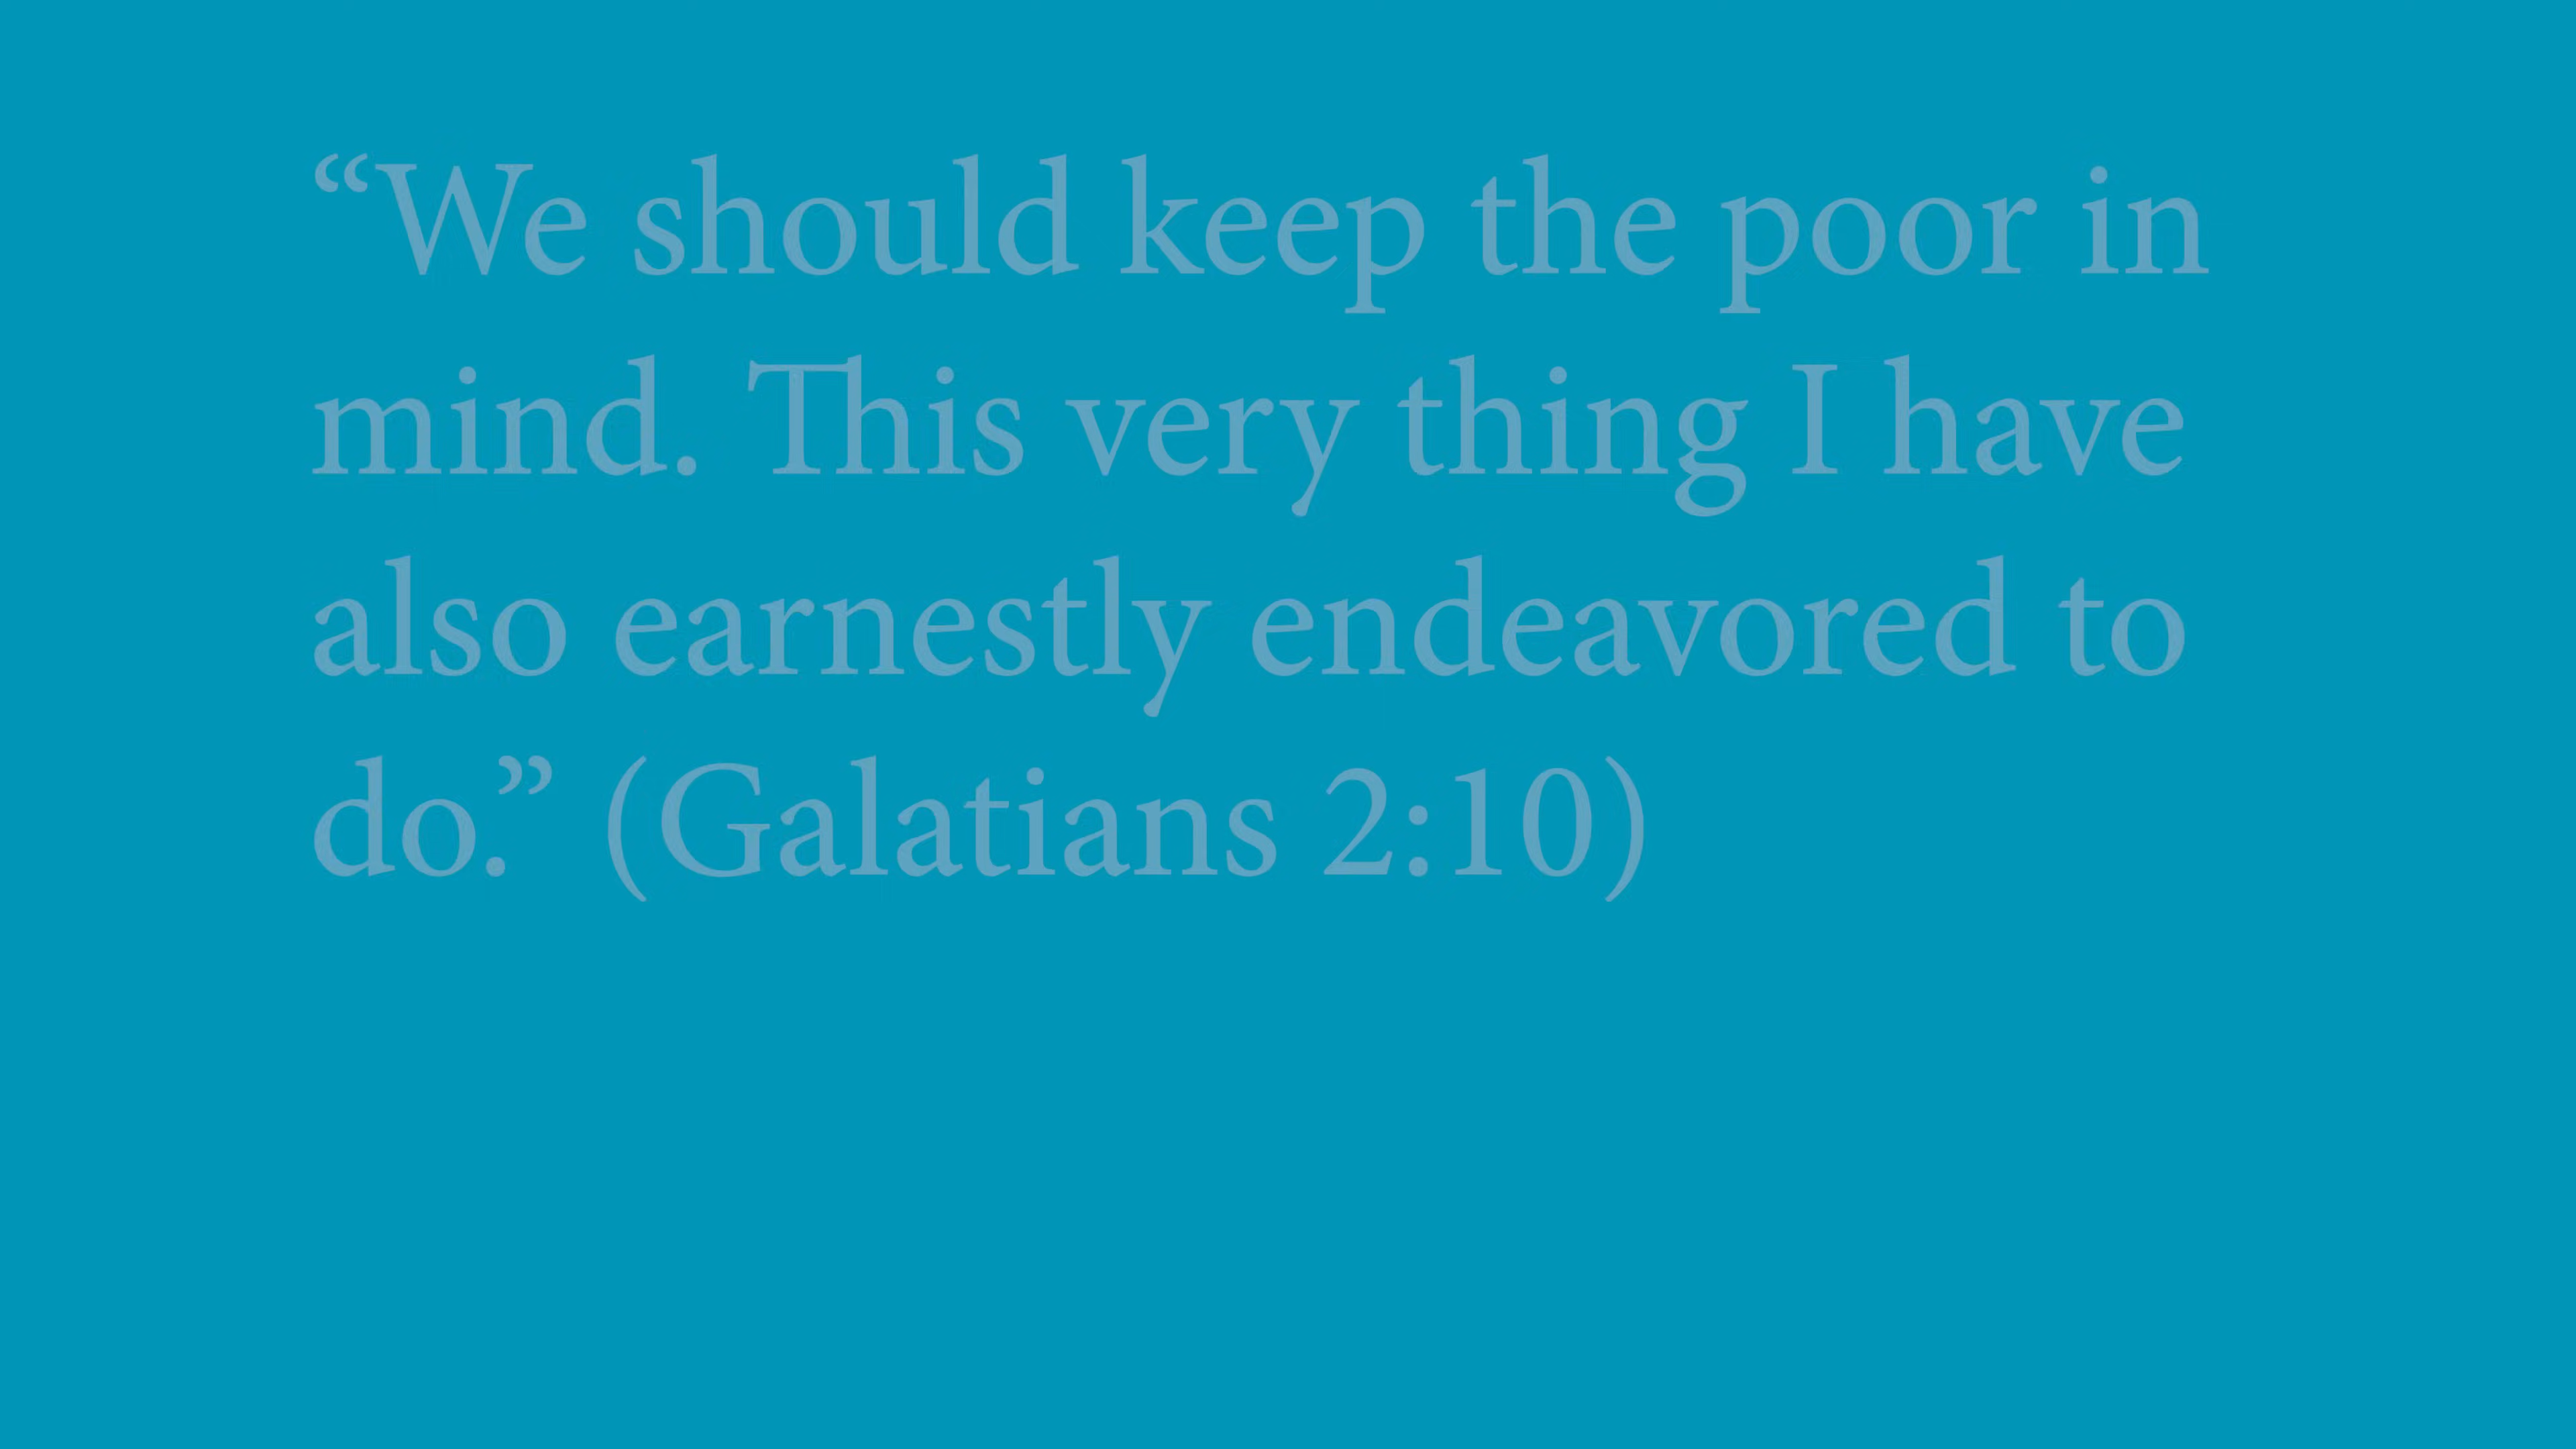 “We should keep the poor in
mind. This very thing I have
also earnestly endeavored to
do.” (Galatians 2:10)